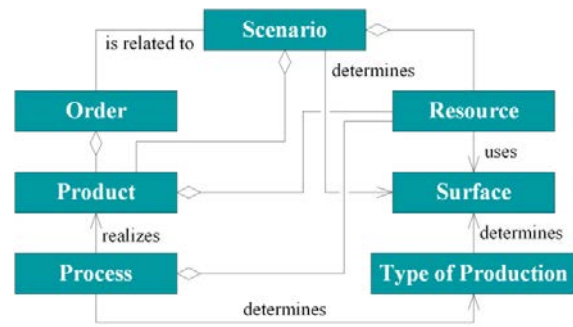 Scenario
is related to
determines
Order
Resource
uses
Product
Surface
realizes
determines
Process
Type of Production
determines